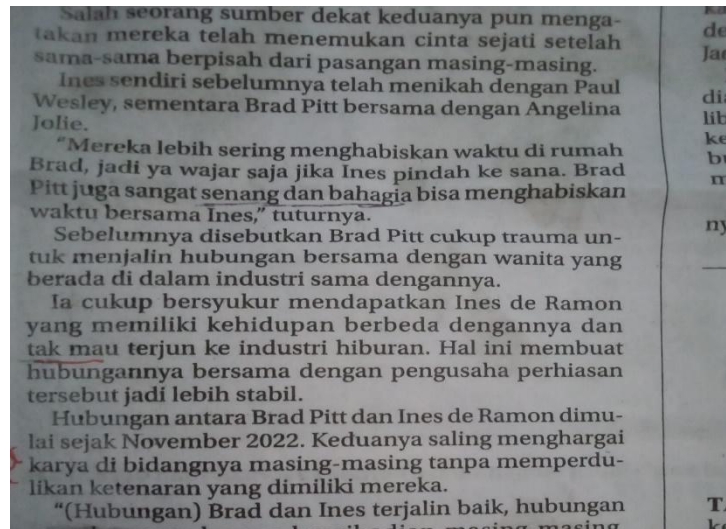 Salah seorang sumber dekat keduanya pun menga-
takan mereka telah menemukan cinta sejati setelah
sama-sama berpisah dari pasangan masing-masing.
Ines sendiri sebelumnya telah menikah dengan Paul
Wesley, sementara Brad Pitt bersama dengan Angelina
Jolie.
“Mereka lebih sering menghabiskan waktu di rumah
Brad, jadi ya wajar saja jika Ines pindah ke sana. Brad
Pitt juga sangat senang dan bahagia bisa menghabiskan
waktu bersama Ines,” tuturnya.
Sebelumnya disebutkan Brad Pitt cukup trauma un-
tuk menjalin hubungan bersama dengan wanita yang
berada di dalam industri sama dengannya.
Ia cukup bersyukur mendapatkan Ines de Ramon
yang memiliki kehidupan berbeda dengannya dan
tak mau terjun ke industri hiburan. Hal ini membuat
hubungannya bersama dengan pengusaha perhiasan
tersebut jadi lebih stabil.
Hubungan antara Brad Pitt dan Ines de Ramon dimu-
lai sejak November 2022. Keduanya saling menghargai
karya di bidangnya masing-masing tanpa memperdu-
likan ketenaran yang dimiliki mereka.
“(Hubungan) Brad dan Ines terjalin baik, hubungan